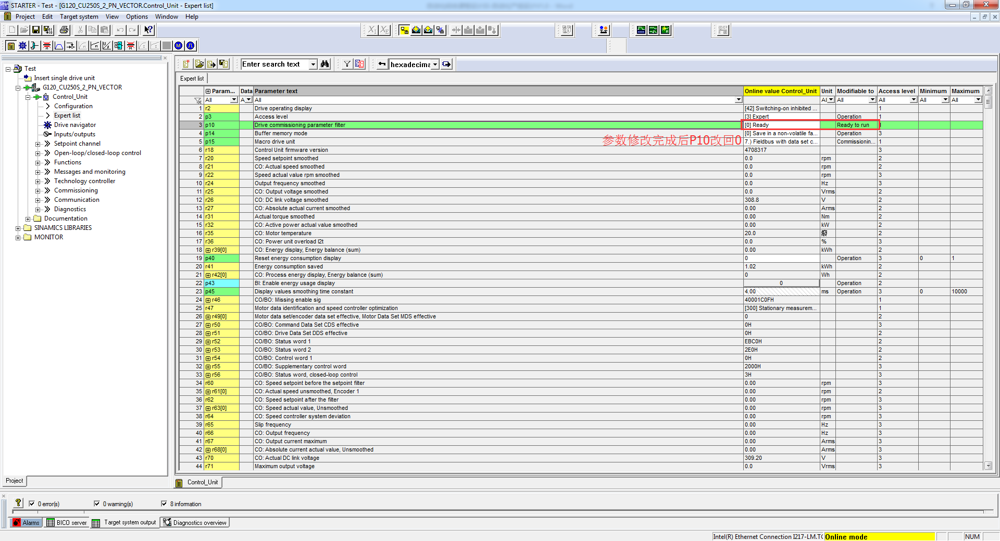 STARTER - Test - [G120_CU250S_2_PN_VECTOR.Control_Unit - Expert list]
Project Edit Target system View Options Window Help
Enter search text hexadecima
Test
Insert single drive unit
G120_CU250S_2_PN_VECTOR
Control_Unit
Configuration
Expert list
Drive navigator
Inputs/outputs
Setpoint channel
Open-loop/closed-loop control
Functions
Messages and monitoring
Technology controller
Commissioning
Communication
Diagnostics
Documentation
SINAMICS LIBRARIES
MONITOR
Project
Expert list
Param... Data Parameter text Online value Control_Unit Unit Modifiable to Access level Minimum Maximum
All A All Al All All All All
1 r2 Drive operating display [42] Switching-on inhibited ... 1
2 p3 Access level [3] Expert Operation 1
3 p10 Drive commissioning parameter filter [0] Ready Ready to run
4 p14 Buffer memory mode [0] Save in a non-volatile fa... Operation 3
5 p15 Macro drive unit 7.) Fieldbus with data set c... Commissionin... 1
参数修改完成后P10改回0
6 r18 Control Unit firmware version 4708317 3
7 r20 Speed setpoint smoothed 0.0 rpm 2
8 r21 CO: Actual speed smoothed 0.0 rpm 2
9 r22 Speed actual value rpm smoothed 0.0 rpm 3
10 r24 Output frequency smoothed 0.0 Hz 3
11 r25 CO: Output voltage smoothed 0.0 Vrms 2
12 r26 CO: DC link voltage smoothed 308.8 V 2
13 r27 CO: Absolute actual current smoothed 0.00 Arms 2
14 r31 Actual torque smoothed 0.00 Nm 2
15 r32 CO: Active power actual value smoothed 0.00 kW 2
16 r35 CO: Motor temperature 20.0 2
17 r36 CO: Power unit overload I2t 0.0 % 3
18 r39[0] CO: Energy display, Energy balance (sum) 0.00 kWh 2
19 p40 Reset energy consumption display 0 Operation 3 0 1
20 r41 Energy consumption saved 1.02 kWh 2
21 r42[0] CO: Process energy display, Energy balance (sum) 0 Wh 2
22 p43 BI: Enable energy usage display 0 Operation 2
23 p45 Display values smoothing time constant 4.00 ms Operation 3 0 10000
24 r46 CO/BO: Missing enable sig 40001C0FH 1
25 r47 Motor data identification and speed controller optimization [300] Stationary measurem... 1
26 r49[0] Motor data set/encoder data set effective, Motor Data Set MDS effective 0 2
27 r50 CO/BO: Command Data Set CDS effective 0H 3
28 r51 CO/BO: Drive Data Set DDS effective 0H 2
29 r52 CO/BO: Status word 1 EBC0H 2
30 r53 CO/BO: Status word 2 2E0H 2
31 r54 CO/BO: Control word 1 0H 2
32 r55 CO/BO: Supplementary control word 2000H 3
33 r56 CO/BO: Status word, closed-loop control 3H 3
34 r60 CO: Speed setpoint before the setpoint filter 0.00 rpm 3
35 r61[0] CO: Actual speed unsmoothed, Encoder 1 0.00 rpm 2
36 r62 CO: Speed setpoint after the filter 0.00 rpm 3
37 r63[0] CO: Speed actual value, Unsmoothed 0.00 rpm 3
38 r64 CO: Speed controller system deviation 0.00 rpm 3
39 r65 Slip frequency 0.00 Hz 3
40 r66 CO: Output frequency 0.00 Hz 3
41 r67 CO: Output current maximum 0.00 Arms 3
42 r68[0] CO: Absolute current actual value, Unsmoothed 0.00 Arms 3
43 r70 CO: Actual DC link voltage 309.20 V 3
44 r71 Maximum output voltage 0.0 Vrms 3
Control_Unit
0 error(s) 0 warning(s) 8 information
Alarms BICO server Target system output Diagnostics overview
Intel(R) Ethernet Connection I217-LM.TC Online mode NUM